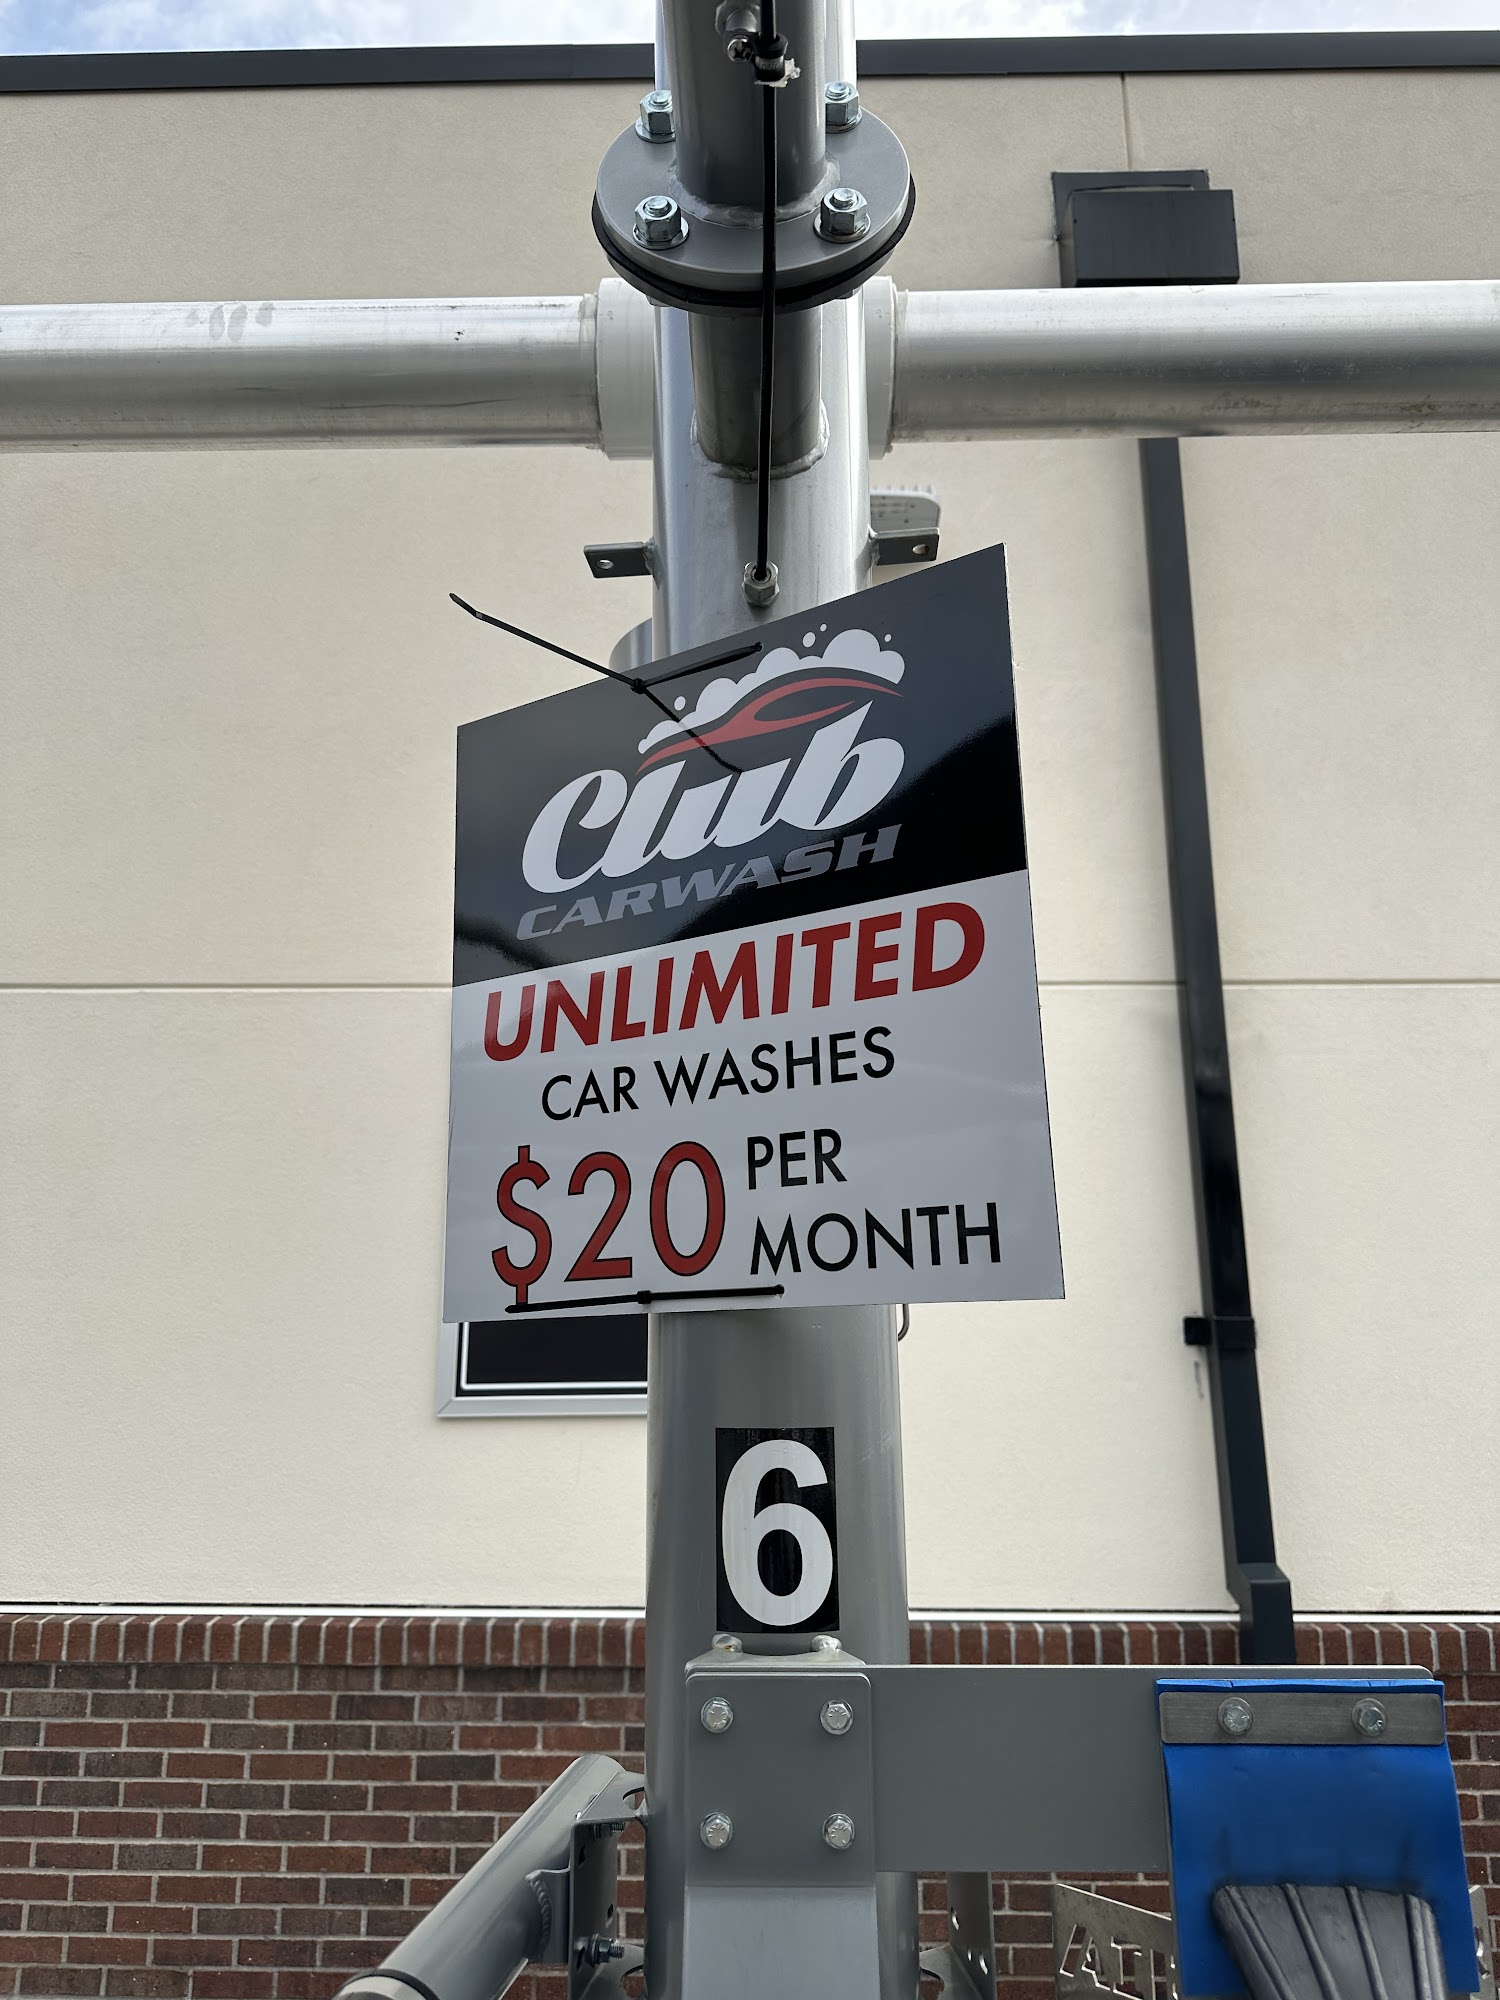 Club
CARWASH
UNLIMITED
CAR WASHES
$20 PER
MONTH
6